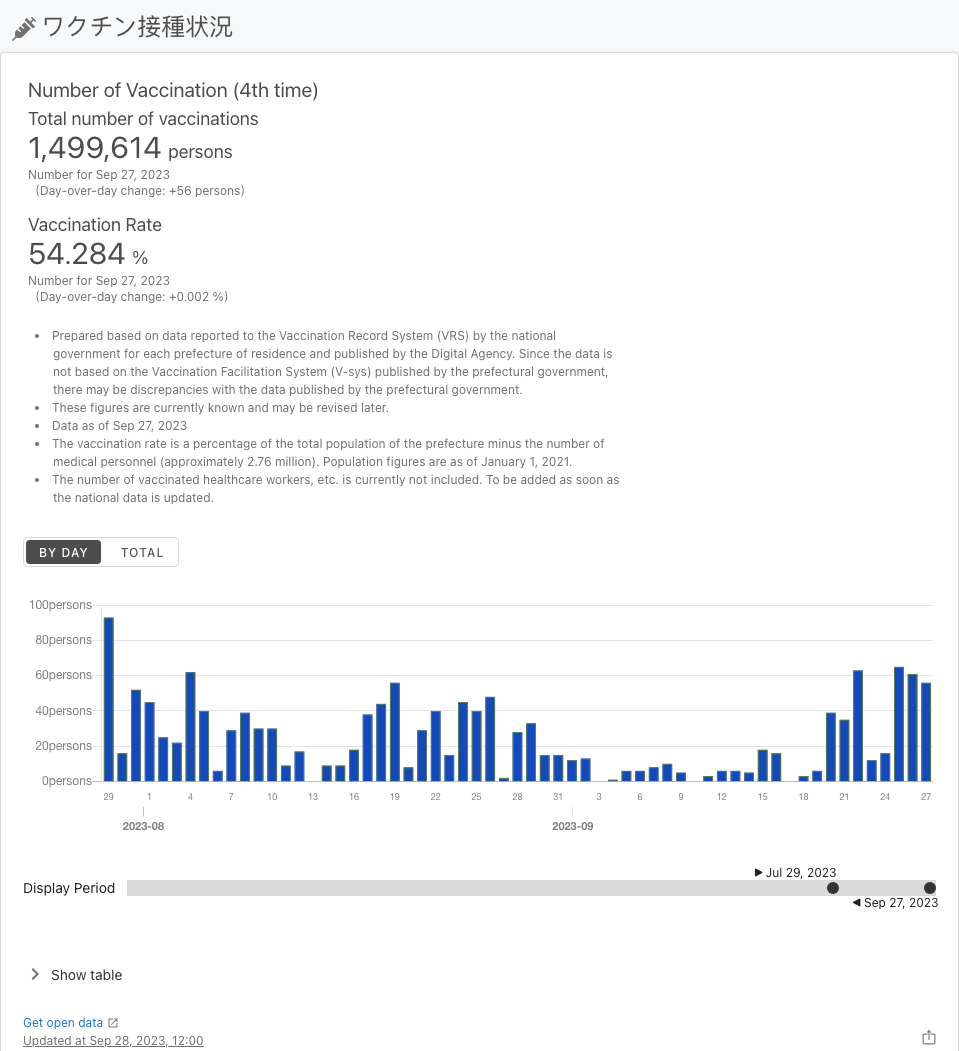 ワクチン接種状況
Number of Vaccination (4th time)
Total number of vaccinations
1,499,614 persons
Number for Sep 27, 2023
(Day-over-day change: +56 persons)
Vaccination Rate
54.284 %
Number for Sep 27, 2023
(Day-over-day change: +0.002 %)
• Prepared based on data reported to the Vaccination Record System (VRS) by the national
government for each prefecture of residence and published by the Digital Agency. Since the data is
not based on the Vaccination Facilitation System (V-sys) published by the prefectural government,
there may be discrepancies with the data published by the prefectural government.
• These figures are currently known and may be revised later.
• Data as of Sep 27, 2023
• The vaccination rate is a percentage of the total population of the prefecture minus the number of
medical personnel (approximately 2.76 million). Population figures are as of January 1, 2021.
• The number of vaccinated healthcare workers, etc. is currently not included. To be added as soon as
the national data is updated.
BY DAY TOTAL
100persons
80persons
60persons
40persons
20persons
0persons
29 1 4 7 10 13 16 19 22 25 28 31 3 6 9 12 15 18 21 24 27
2023-08 2023-09
Jul 29, 2023
Display Period
Sep 27, 2023
Show table
Get open data
Updated at Sep 28, 2023, 12:00